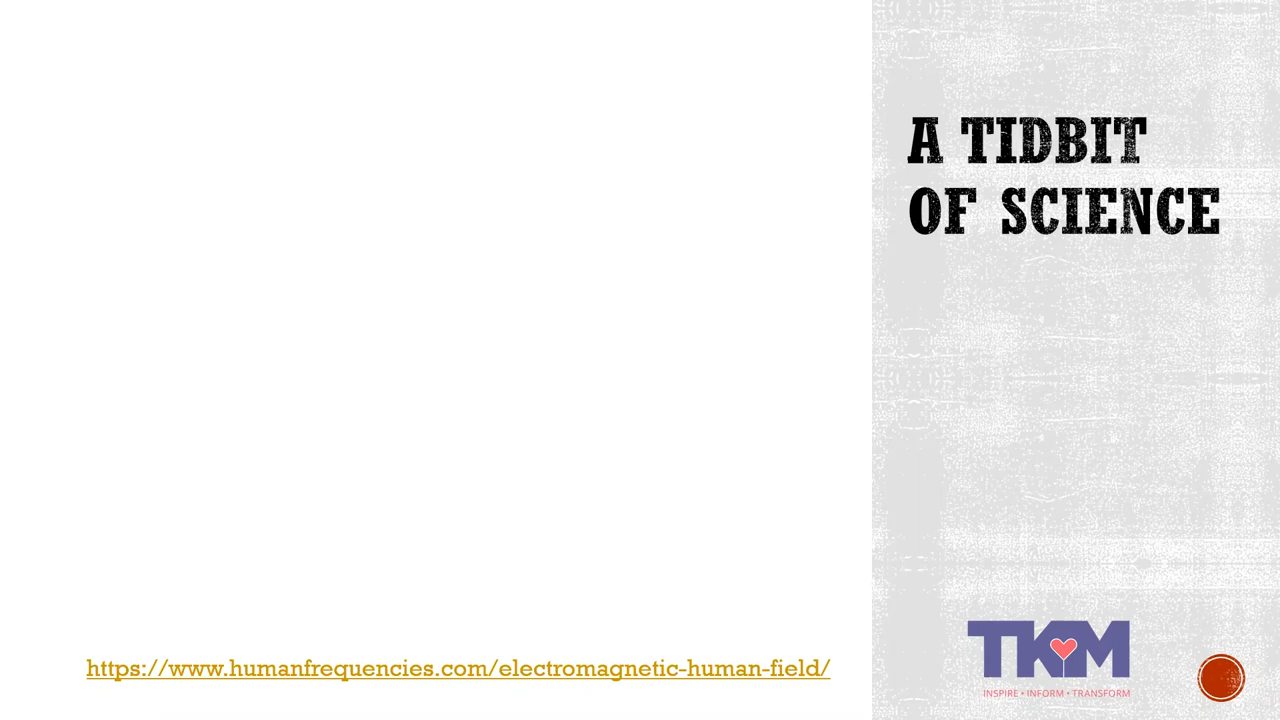 A TIDBIT
OF SCIENCE
https://www.humanfrequencies.com/electromagnetic-human-field/
TKM
INSPIRE • INFORM • TRANSFORM